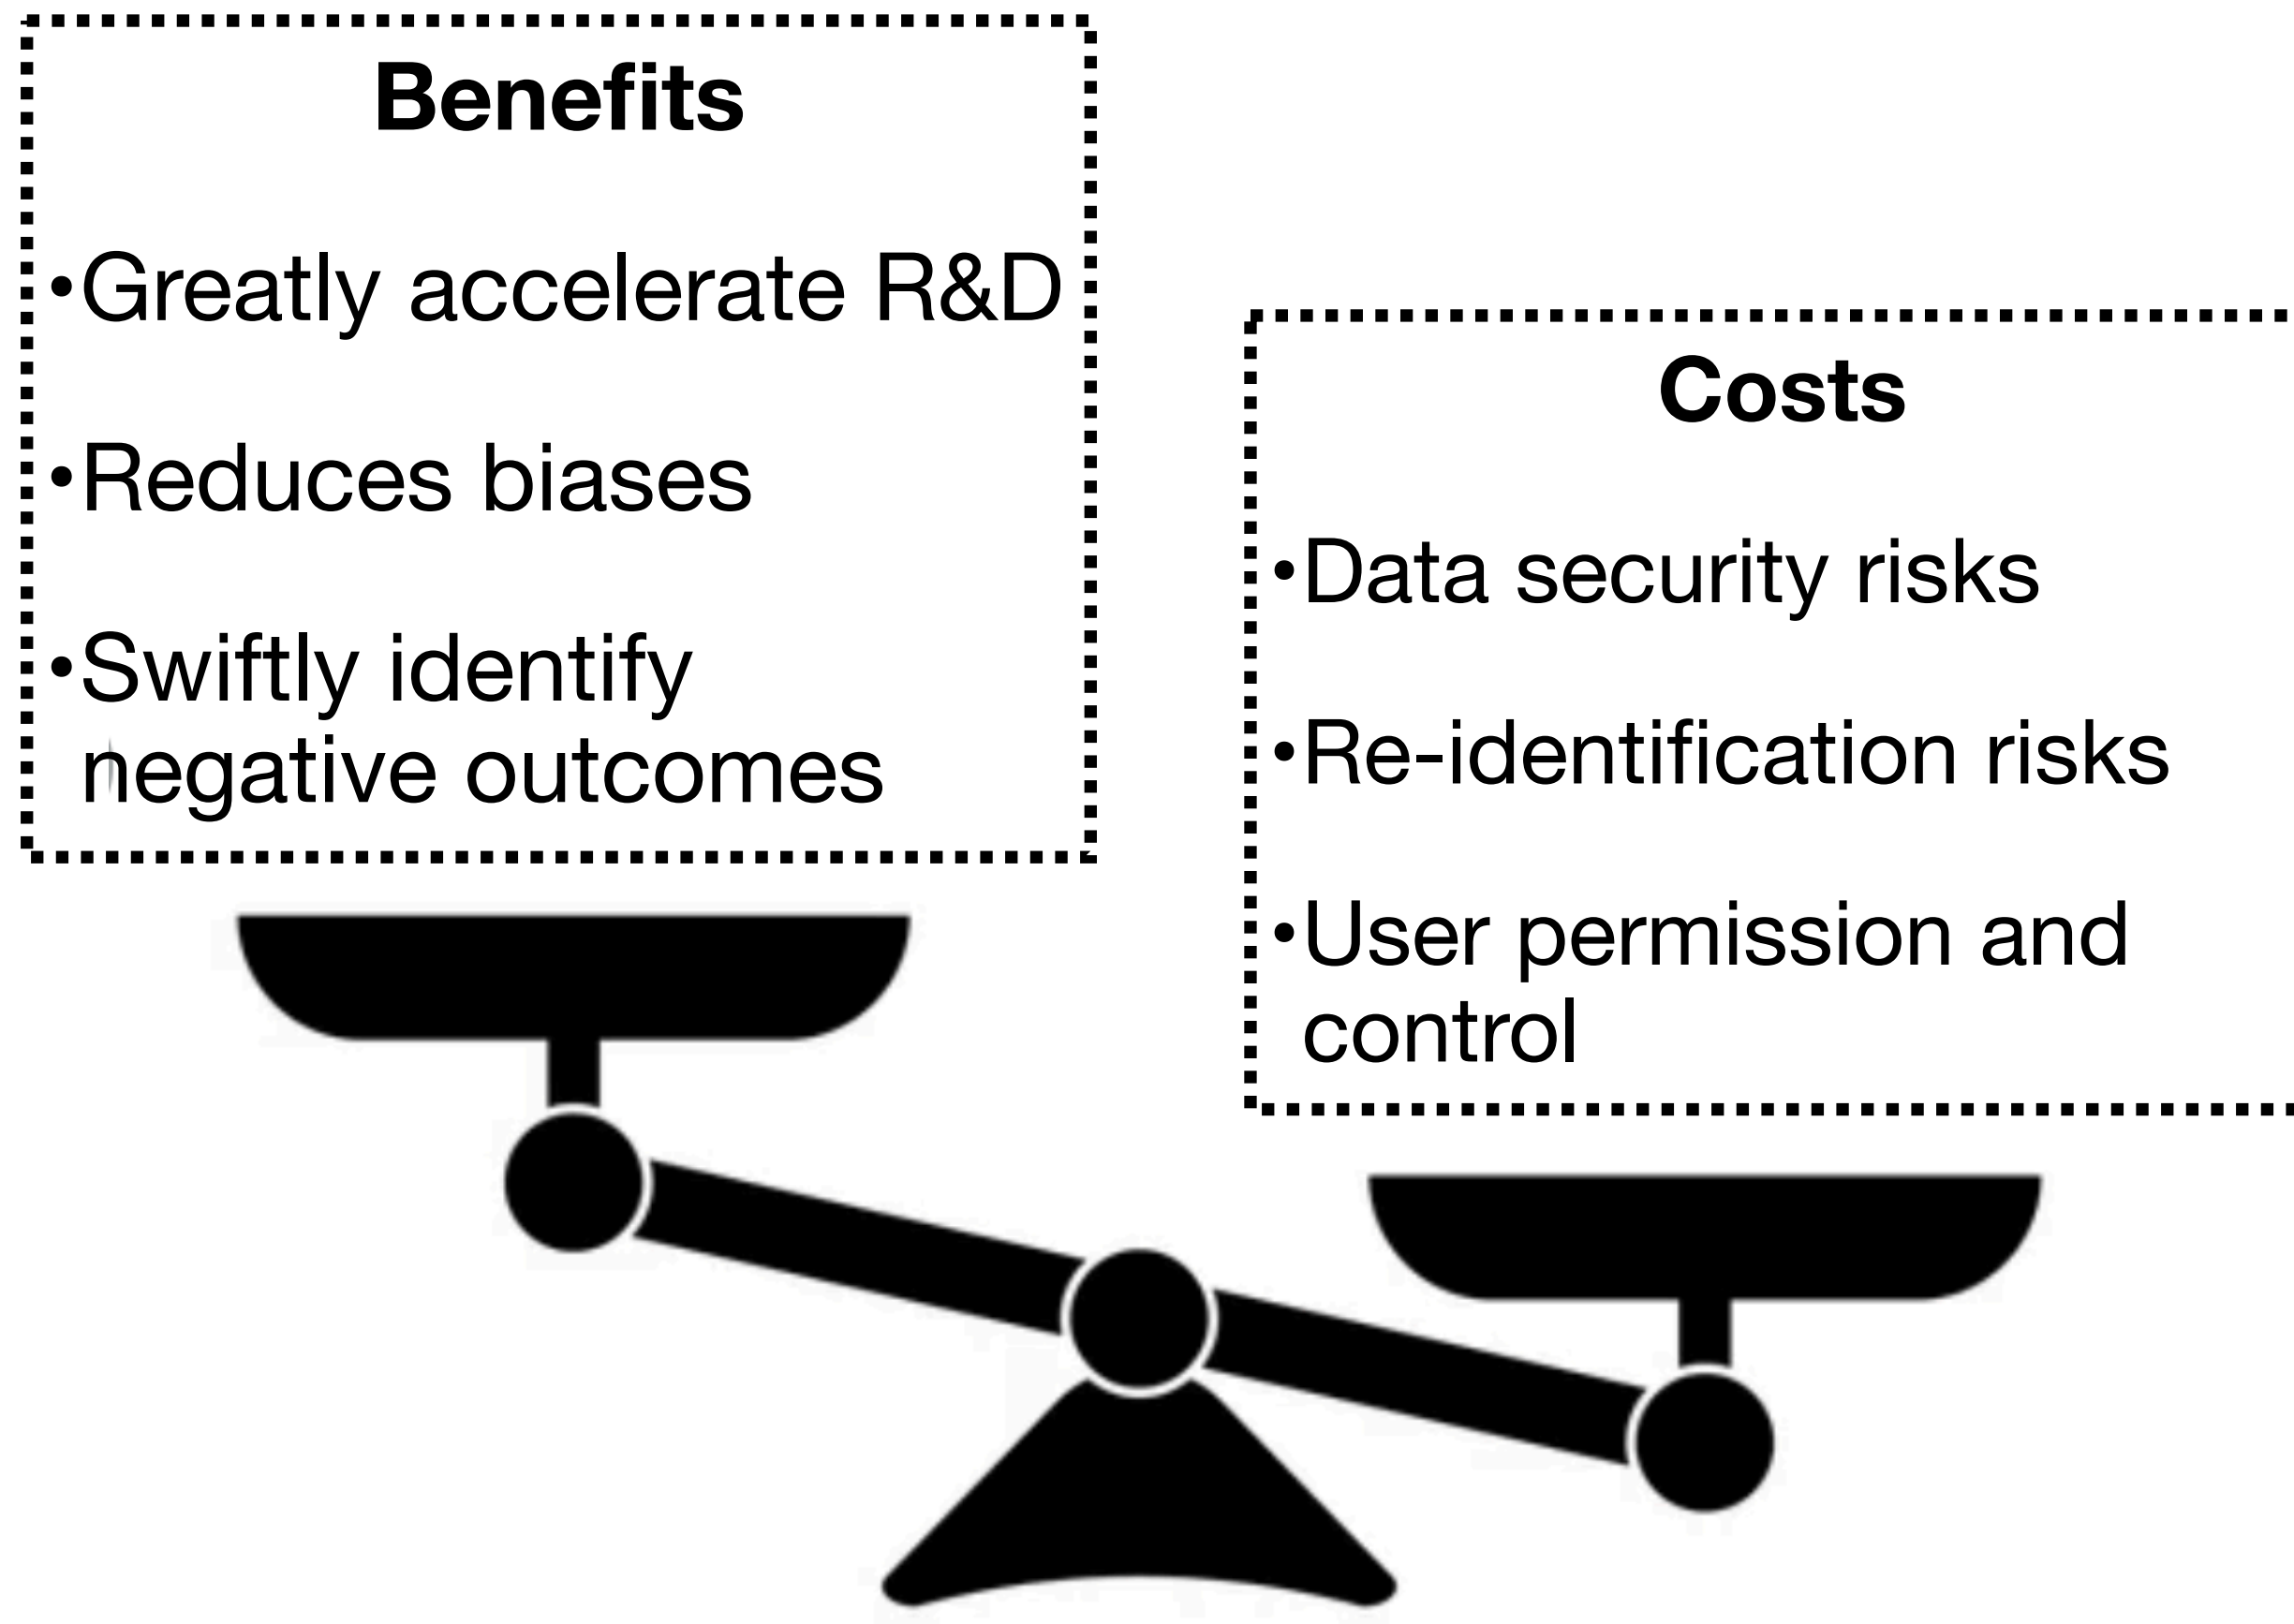 Benefits
•Greatly accelerate R&D
•Reduces biases
•Swiftly identify
negative outcomes
Costs
•Data security risks
•Re-identification risks
•User permission and
control